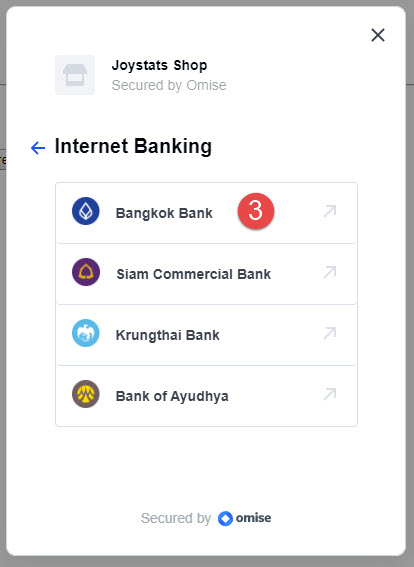 Joystats Shop
Secured by Omise
Internet Banking
Bangkok Bank 3
Siam Commercial Bank
Krungthai Bank
Bank of Ayudhya
Secured by omise